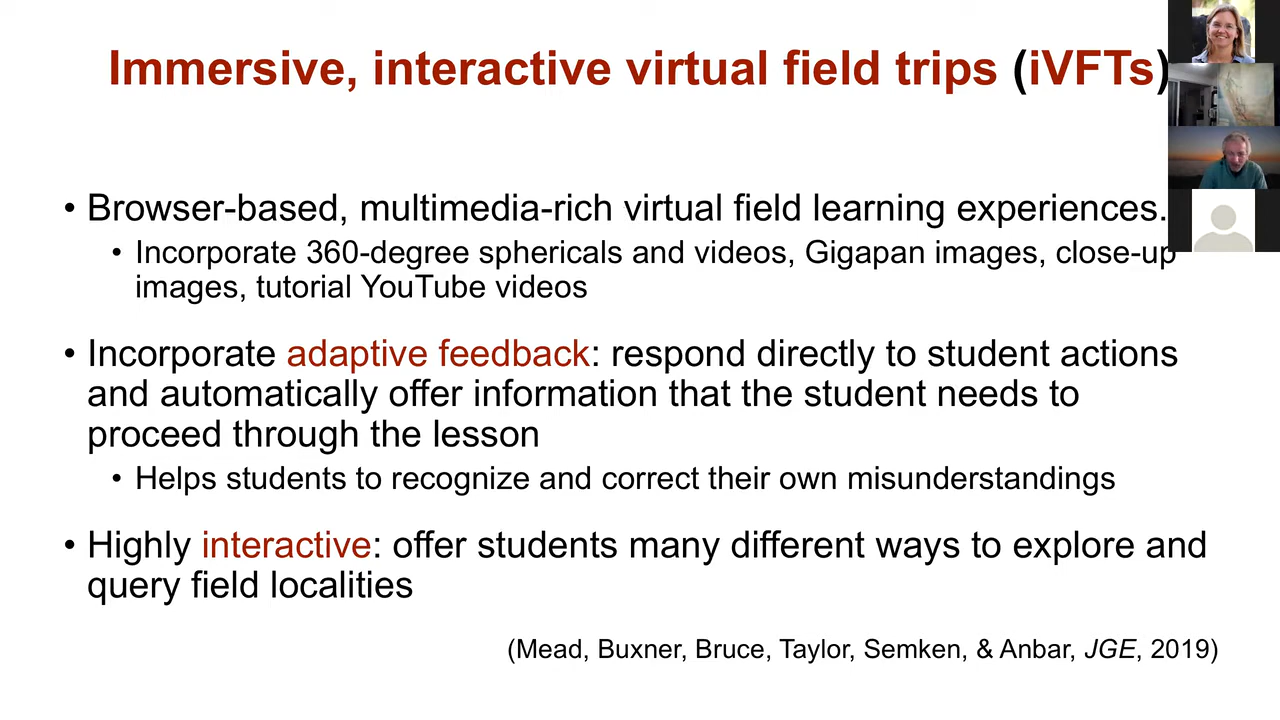 Immersive, interactive virtual field trips (iVFTs)
• Browser-based, multimedia-rich virtual field learning experiences.
• Incorporate 360-degree sphericals and videos, Gigapan images, close-up
images, tutorial YouTube videos
• Incorporate adaptive feedback: respond directly to student actions
and automatically offer information that the student needs to
proceed through the lesson
• Helps students to recognize and correct their own misunderstandings
• Highly interactive: offer students many different ways to explore and
query field localities
(Mead, Buxner, Bruce, Taylor, Semken, & Anbar, JGE, 2019)